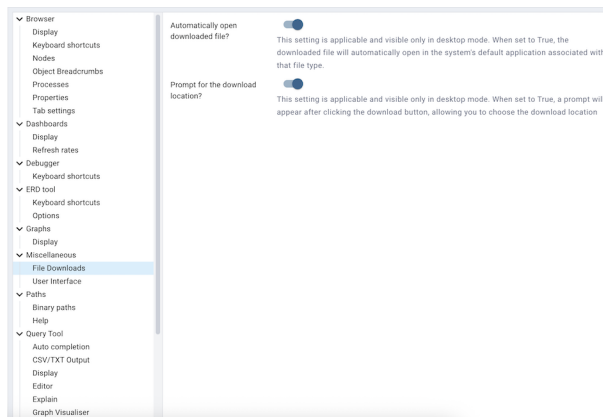 Browser
Display
Keyboard shortcuts
Nodes
Object Breadcrumbs
Processes
Properties
Tab settings
Dashboards
Display
Refresh rates
Debugger
Keyboard shortcuts
ERD tool
Keyboard shortcuts
Options
Graphs
Display
Miscellaneous
File Downloads
User Interface
Paths
Binary paths
Help
Query Tool
Auto completion
CSV/TXT Output
Display
Editor
Explain
Graph Visualiser
Automatically open
downloaded file?
This setting is applicable and visible only in desktop mode. When set to True, the
downloaded file will automatically open in the system's default application associated with
that file type.
Prompt for the download
location?
This setting is applicable and visible only in desktop mode. When set to True, a prompt will
appear after clicking the download button, allowing you to choose the download location